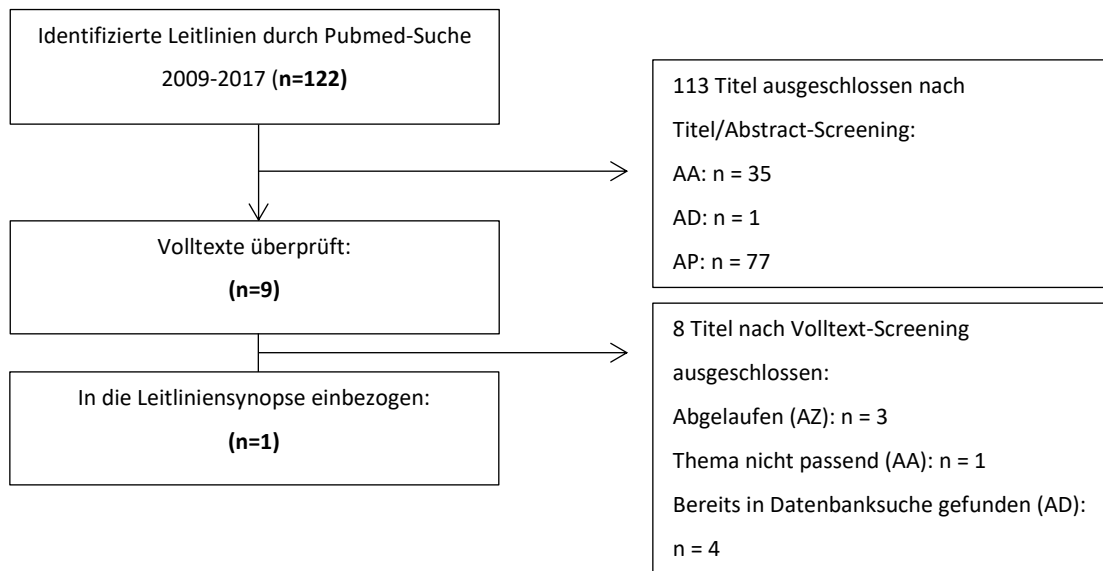 Identifizierte Leitlinien durch Pubmed-Suche
2009-2017 (n=122)
113 Titel ausgeschlossen nach
Titel/Abstract-Screening:
AA: n = 35
AD: n = 1
AP: n = 77
Volltexte überprüft:
(n=9)
8 Titel nach Volltext-Screening
ausgeschlossen:
Abgelaufen (AZ): n = 3
Thema nicht passend (AA): n = 1
Bereits in Datenbanksuche gefunden (AD):
n = 4
In die Leitliniensynopse einbezogen:
(n=1)